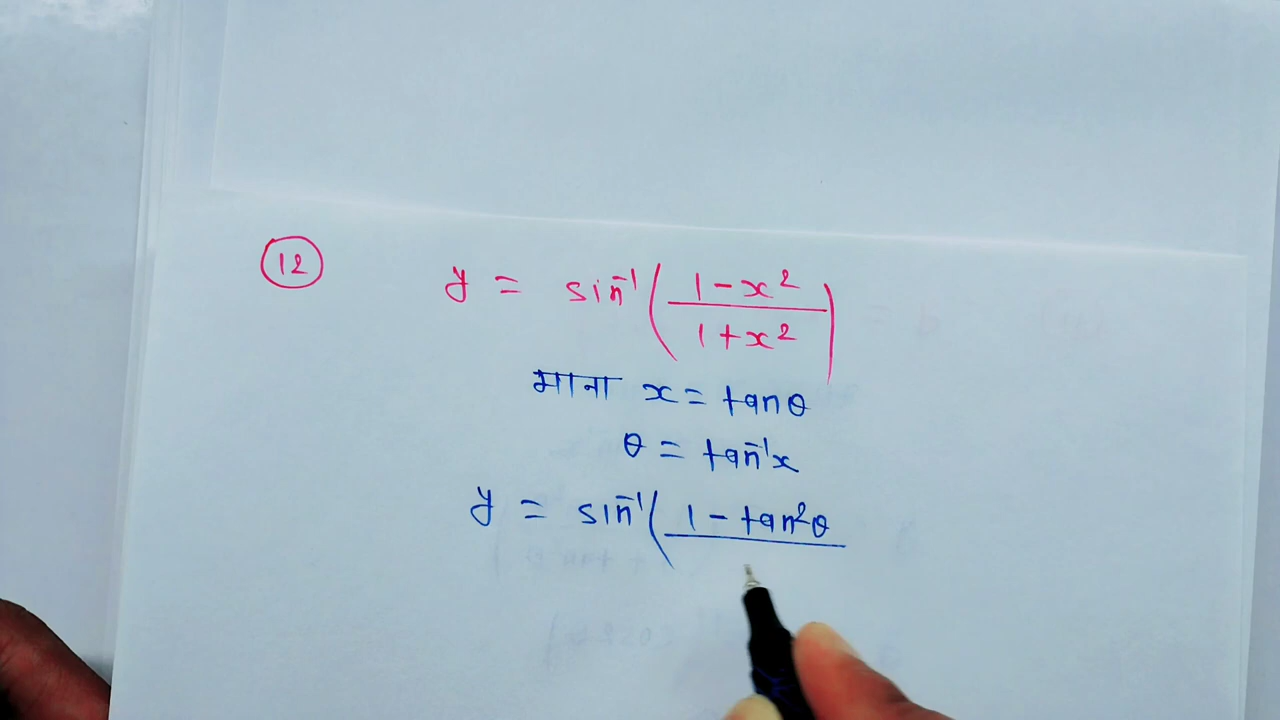 12 y = sin⁻¹(1-x²/1+x²)
माना x = tanθ
θ = tan⁻¹x
y = sin⁻¹(1 - tan²θ